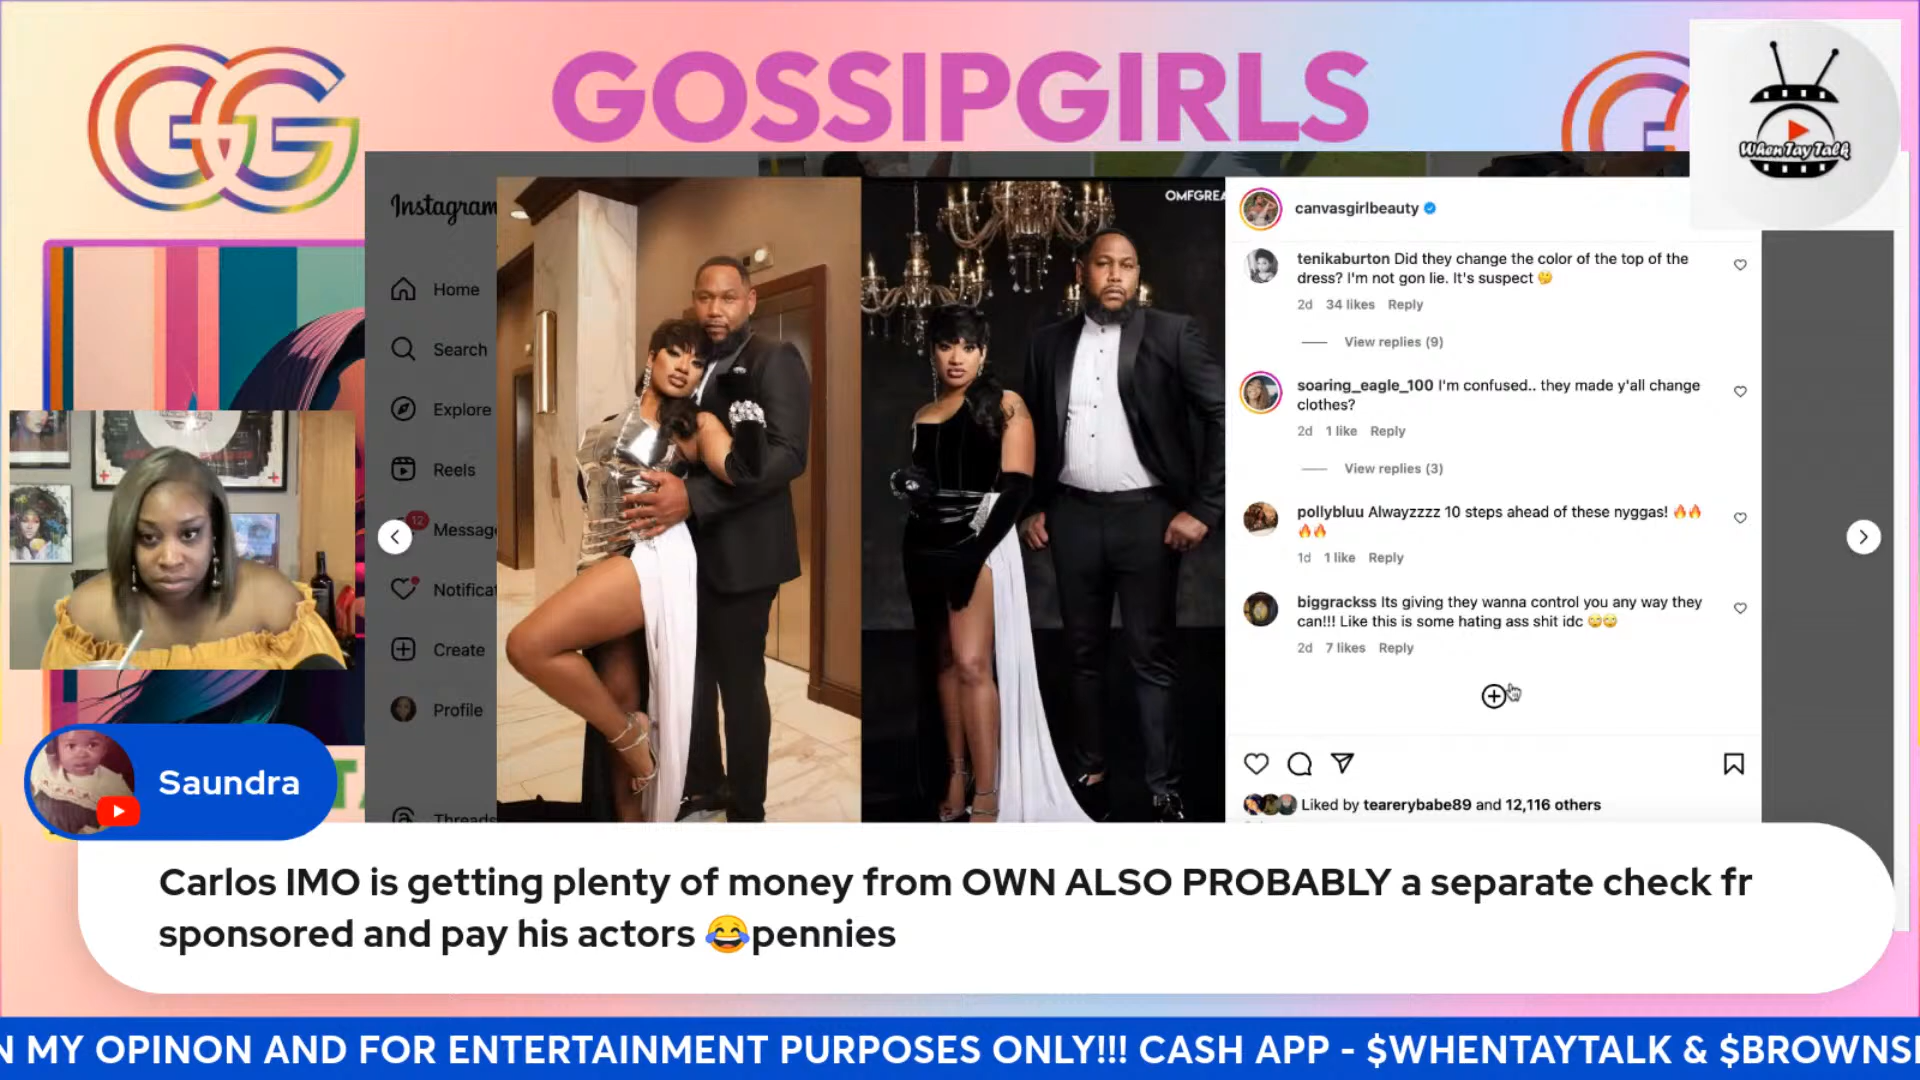 GG
GOSSIPGIRLS
G
WhenTayTalk
Instagram
Home
Search
Explore
Reels
12
Notificat
Create
Profile
Threads
OMFGREA
canvasgirlbeauty
tenikaburton Did they change the color of the top of the
dress? I'm not gon lie. It's suspect 🤔
2d 34 likes Reply
View replies (9)
soaring_eagle_100 I'm confused.. they made y'all change
clothes?
2d 1 like Reply
View replies (3)
pollybluu Alwayzzzz 10 steps ahead of these nyggas! 🔥🔥
🔥🔥
1d 1 like Reply
biggrackss Its giving they wanna control you any way they
can!!! Like this is some hating ass shit idc 🙄🙄
2d 7 likes Reply
Liked by tearerybabe89 and 12,116 others
Saundra
Carlos IMO is getting plenty of money from OWN ALSO PROBABLY a separate check fr
sponsored and pay his actors 😂pennies
N MY OPINON AND FOR ENTERTAINMENT PURPOSES ONLY!!! CASH APP - $WHENTAYTALK & $BROWNS